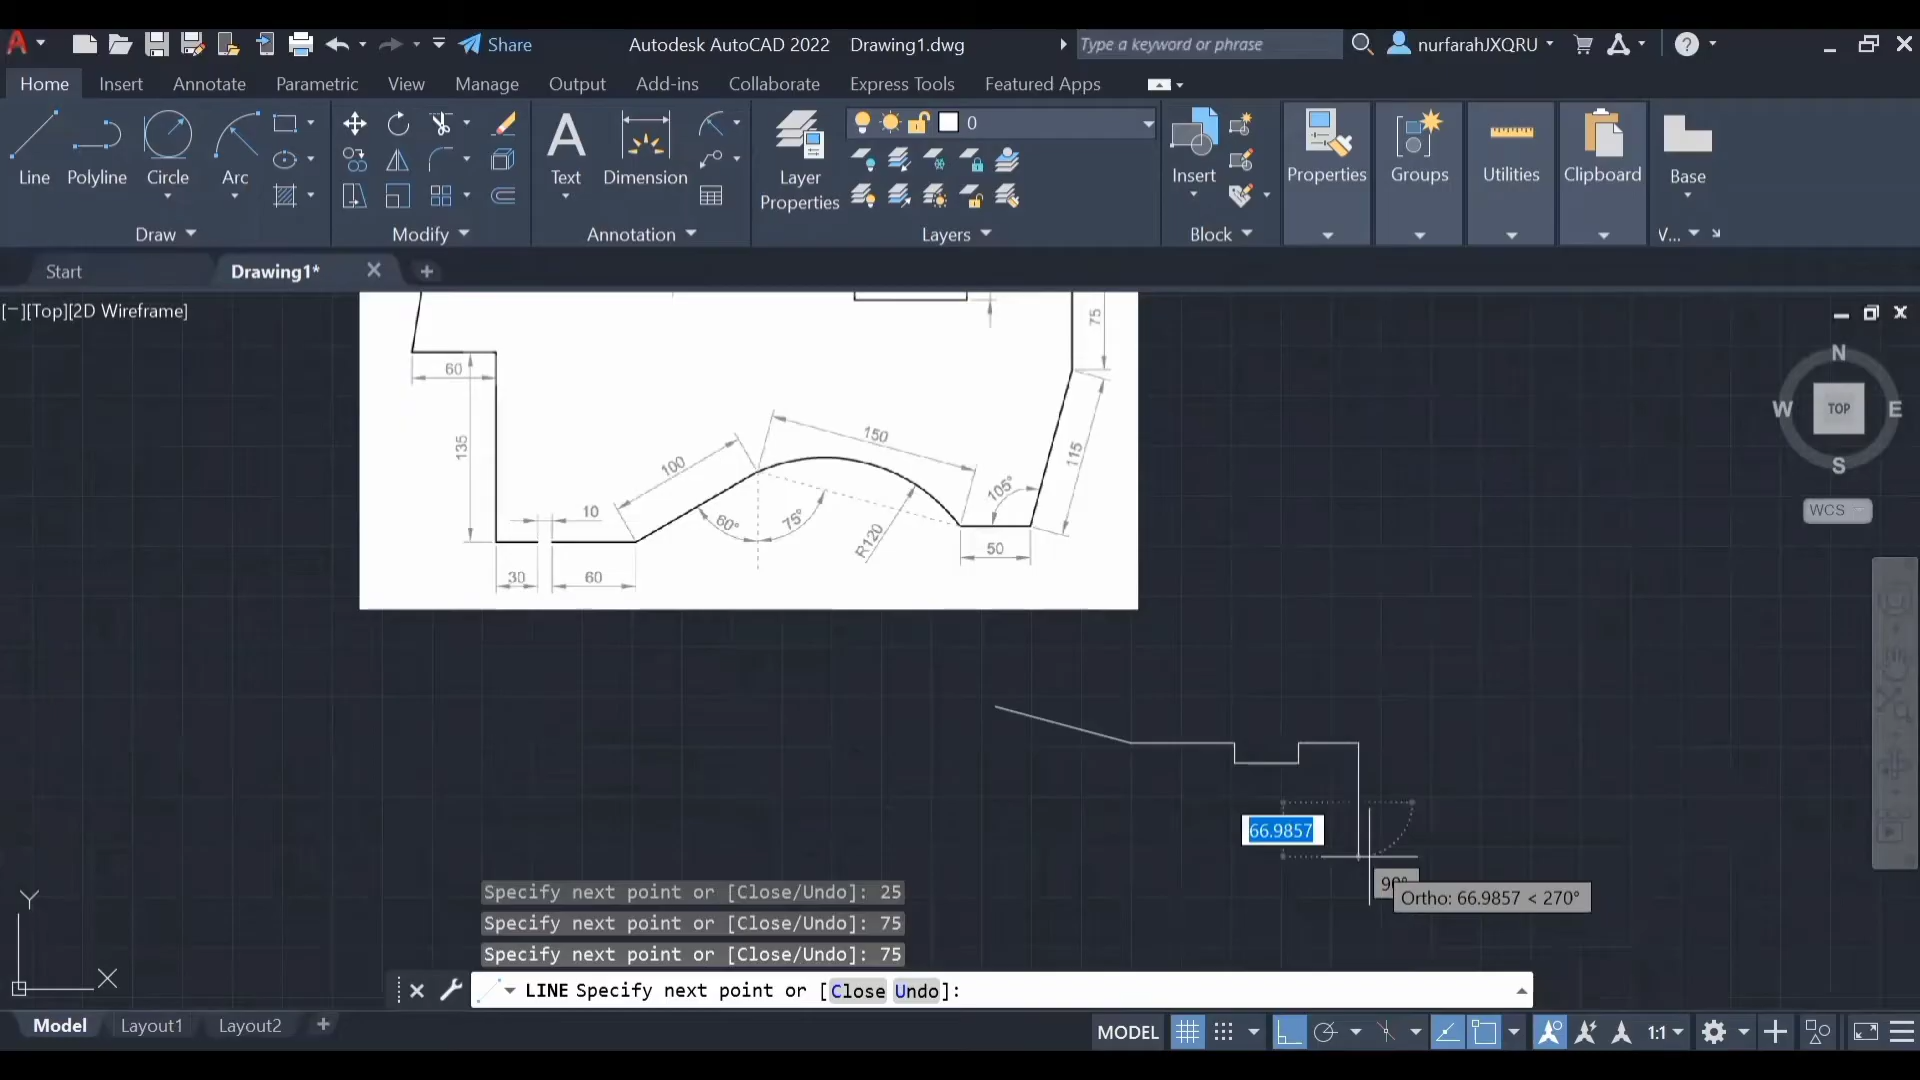 Share
Autodesk AutoCAD 2022 Drawing1.dwg
Type a keyword or phrase
nurfarahJXQRU
Home Insert Annotate Parametric View Manage Output Add-ins Collaborate Express Tools Featured Apps
Line Polyline Circle Arc
Text Dimension
Layer Properties
0
Insert
Properties Groups Utilities Clipboard Base
Draw Modify Annotation Layers Block V...
Start Drawing1*
[−][Top][2D Wireframe]
75
60
135
100
150
115
105°
10
60°
75°
R120
50
30
60
N
W TOP E
S
WCS
66.9857
90°
Ortho: 66.9857 < 270°
Specify next point or [Close/Undo]: 25
Specify next point or [Close/Undo]: 75
Specify next point or [Close/Undo]: 75
LINE Specify next point or [Close Undo]:
Y
X
Model Layout1 Layout2
MODEL
1:1